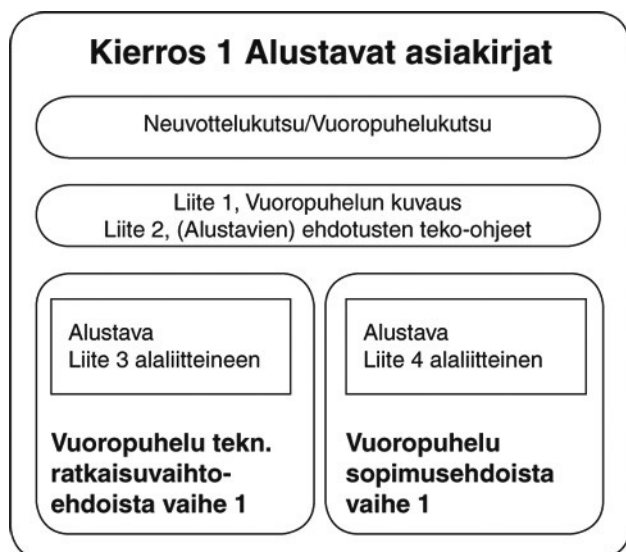 Kierros 1 Alustavat asiakirjat
Neuvottelukutsu/Vuoropuhelukutsu
Liite 1, Vuoropuhelun kuvaus
Liite 2, (Alustavien) ehdotusten teko-ohjeet
Alustava
Liite 3 alaliitteineen
Vuoropuhelu tekn.
ratkaisuvaihto-
ehdoista vaihe 1
Alustava
Liite 4 alaliitteinen
Vuoropuhelu
sopimusehdoista
vaihe 1